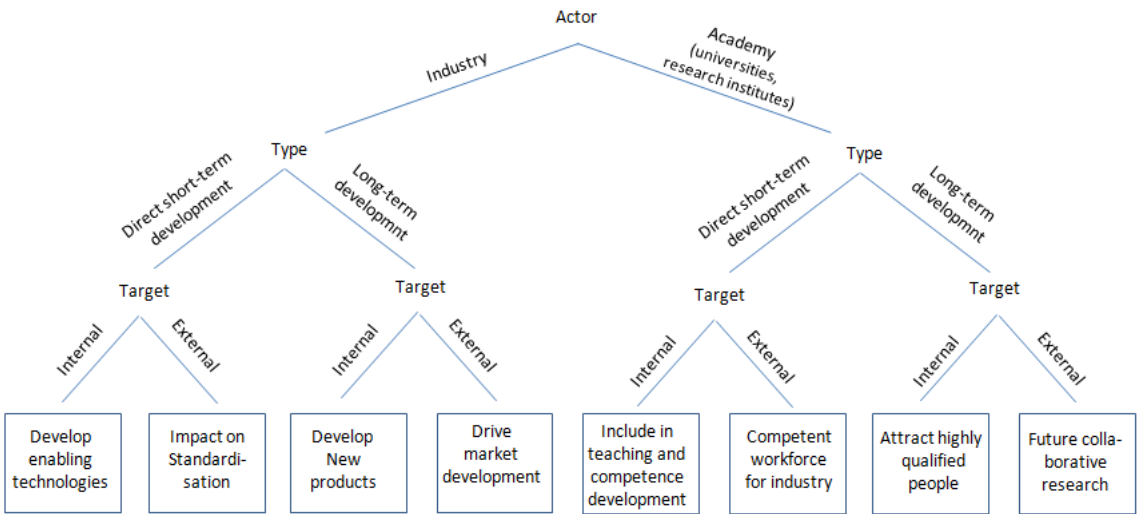 Actor
Industry
Academy
(universities,
research institutes)
Type
Type
Direct short-term
development
Long-term
developmnt
Direct short-term
development
Long-term
developmnt
Target
Target
Target
Target
Internal
External
Internal
External
Internal
External
Internal
External
Develop
enabling
technologies
Impact on
Standardi-
sation
Develop
New
products
Drive
market
development
Include in
teaching and
competence
development
Competent
workforce
for industry
Attract highly
qualified
people
Future colla-
borative
research